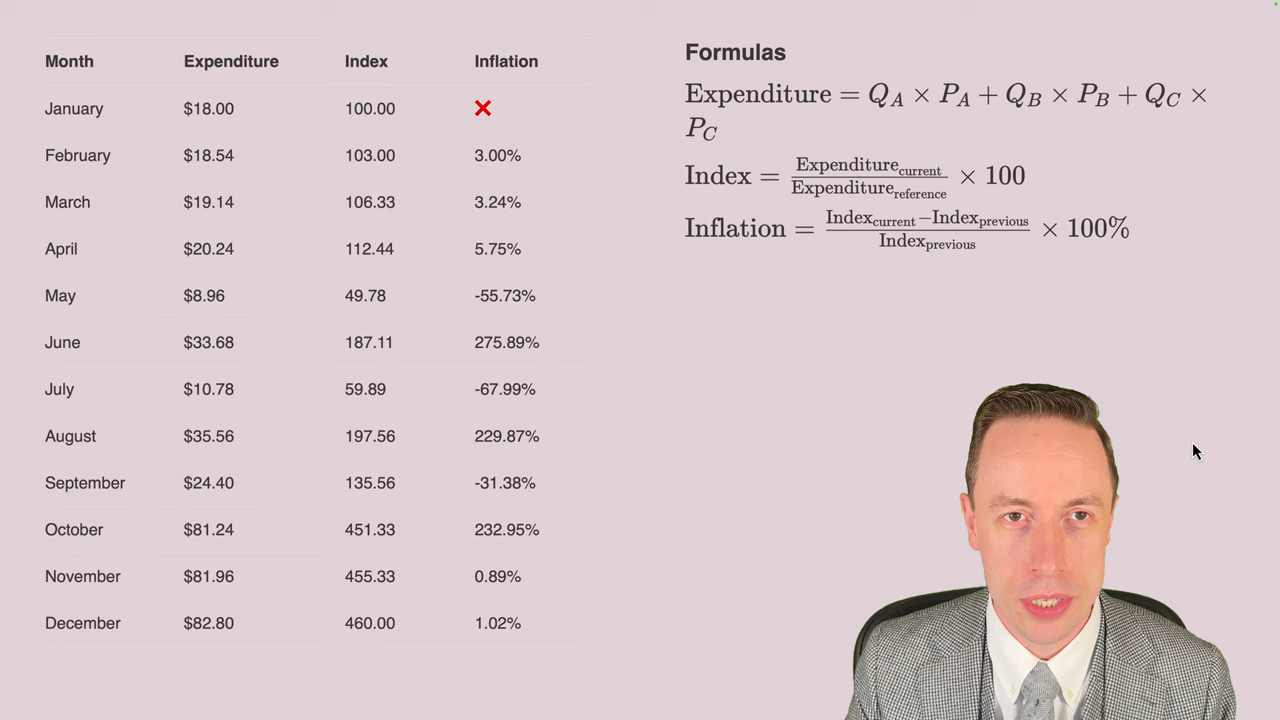 Month Expenditure Index Inflation
January $18.00 100.00 ❌
February $18.54 103.00 3.00%
March $19.14 106.33 3.24%
April $20.24 112.44 5.75%
May $8.96 49.78 -55.73%
June $33.68 187.11 275.89%
July $10.78 59.89 -67.99%
August $35.56 197.56 229.87%
September $24.40 135.56 -31.38%
October $81.24 451.33 232.95%
November $81.96 455.33 0.89%
December $82.80 460.00 1.02%
Formulas
Expenditure = Q_A × P_A + Q_B × P_B + Q_C ×
P_C
Index = Expenditure_current / Expenditure_reference × 100
Inflation = Index_current − Index_previous / Index_previous × 100%